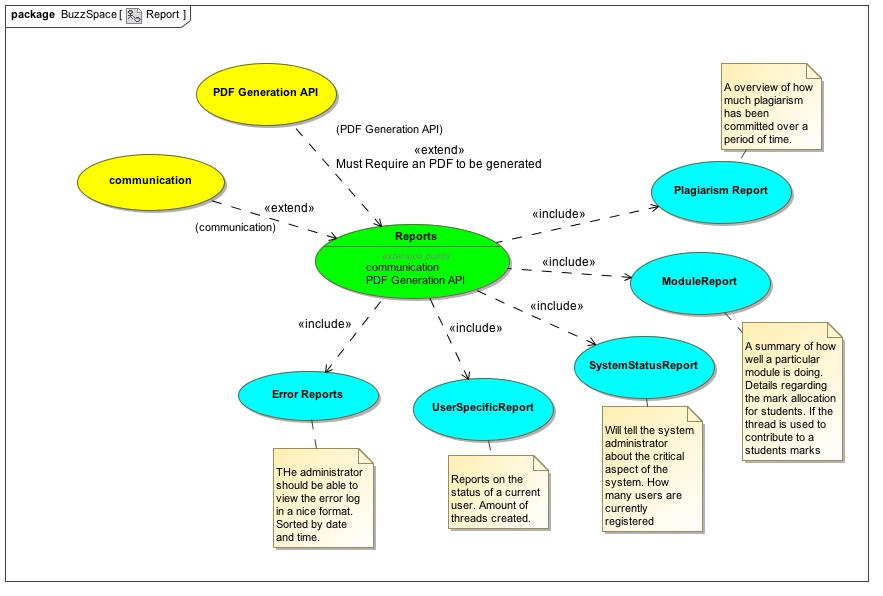 package BuzzSpace [ Report ]
PDF Generation API
(PDF Generation API)
«extend»
Must Require an PDF to be generated
communication
«extend»
(communication)
Reports
extension points
communication
PDF Generation API
A overview of how
much plagiarism
has been
committed over a
period of time.
«include»
Plagiarism Report
«include»
ModuleReport
A summary of how
well a particular
module is doing.
Details regarding
the mark allocation
for students. If the
thread is used to
contribute to a
students marks
«include»
SystemStatusReport
Will tell the system
administrator
about the critical
aspect of the
system. How
many users are
currently
registered
«include»
UserSpecificReport
Reports on the
status of a current
user. Amount of
threads created.
«include»
Error Reports
THe administrator
should be able to
view the error log
in a nice format.
Sorted by date
and time.